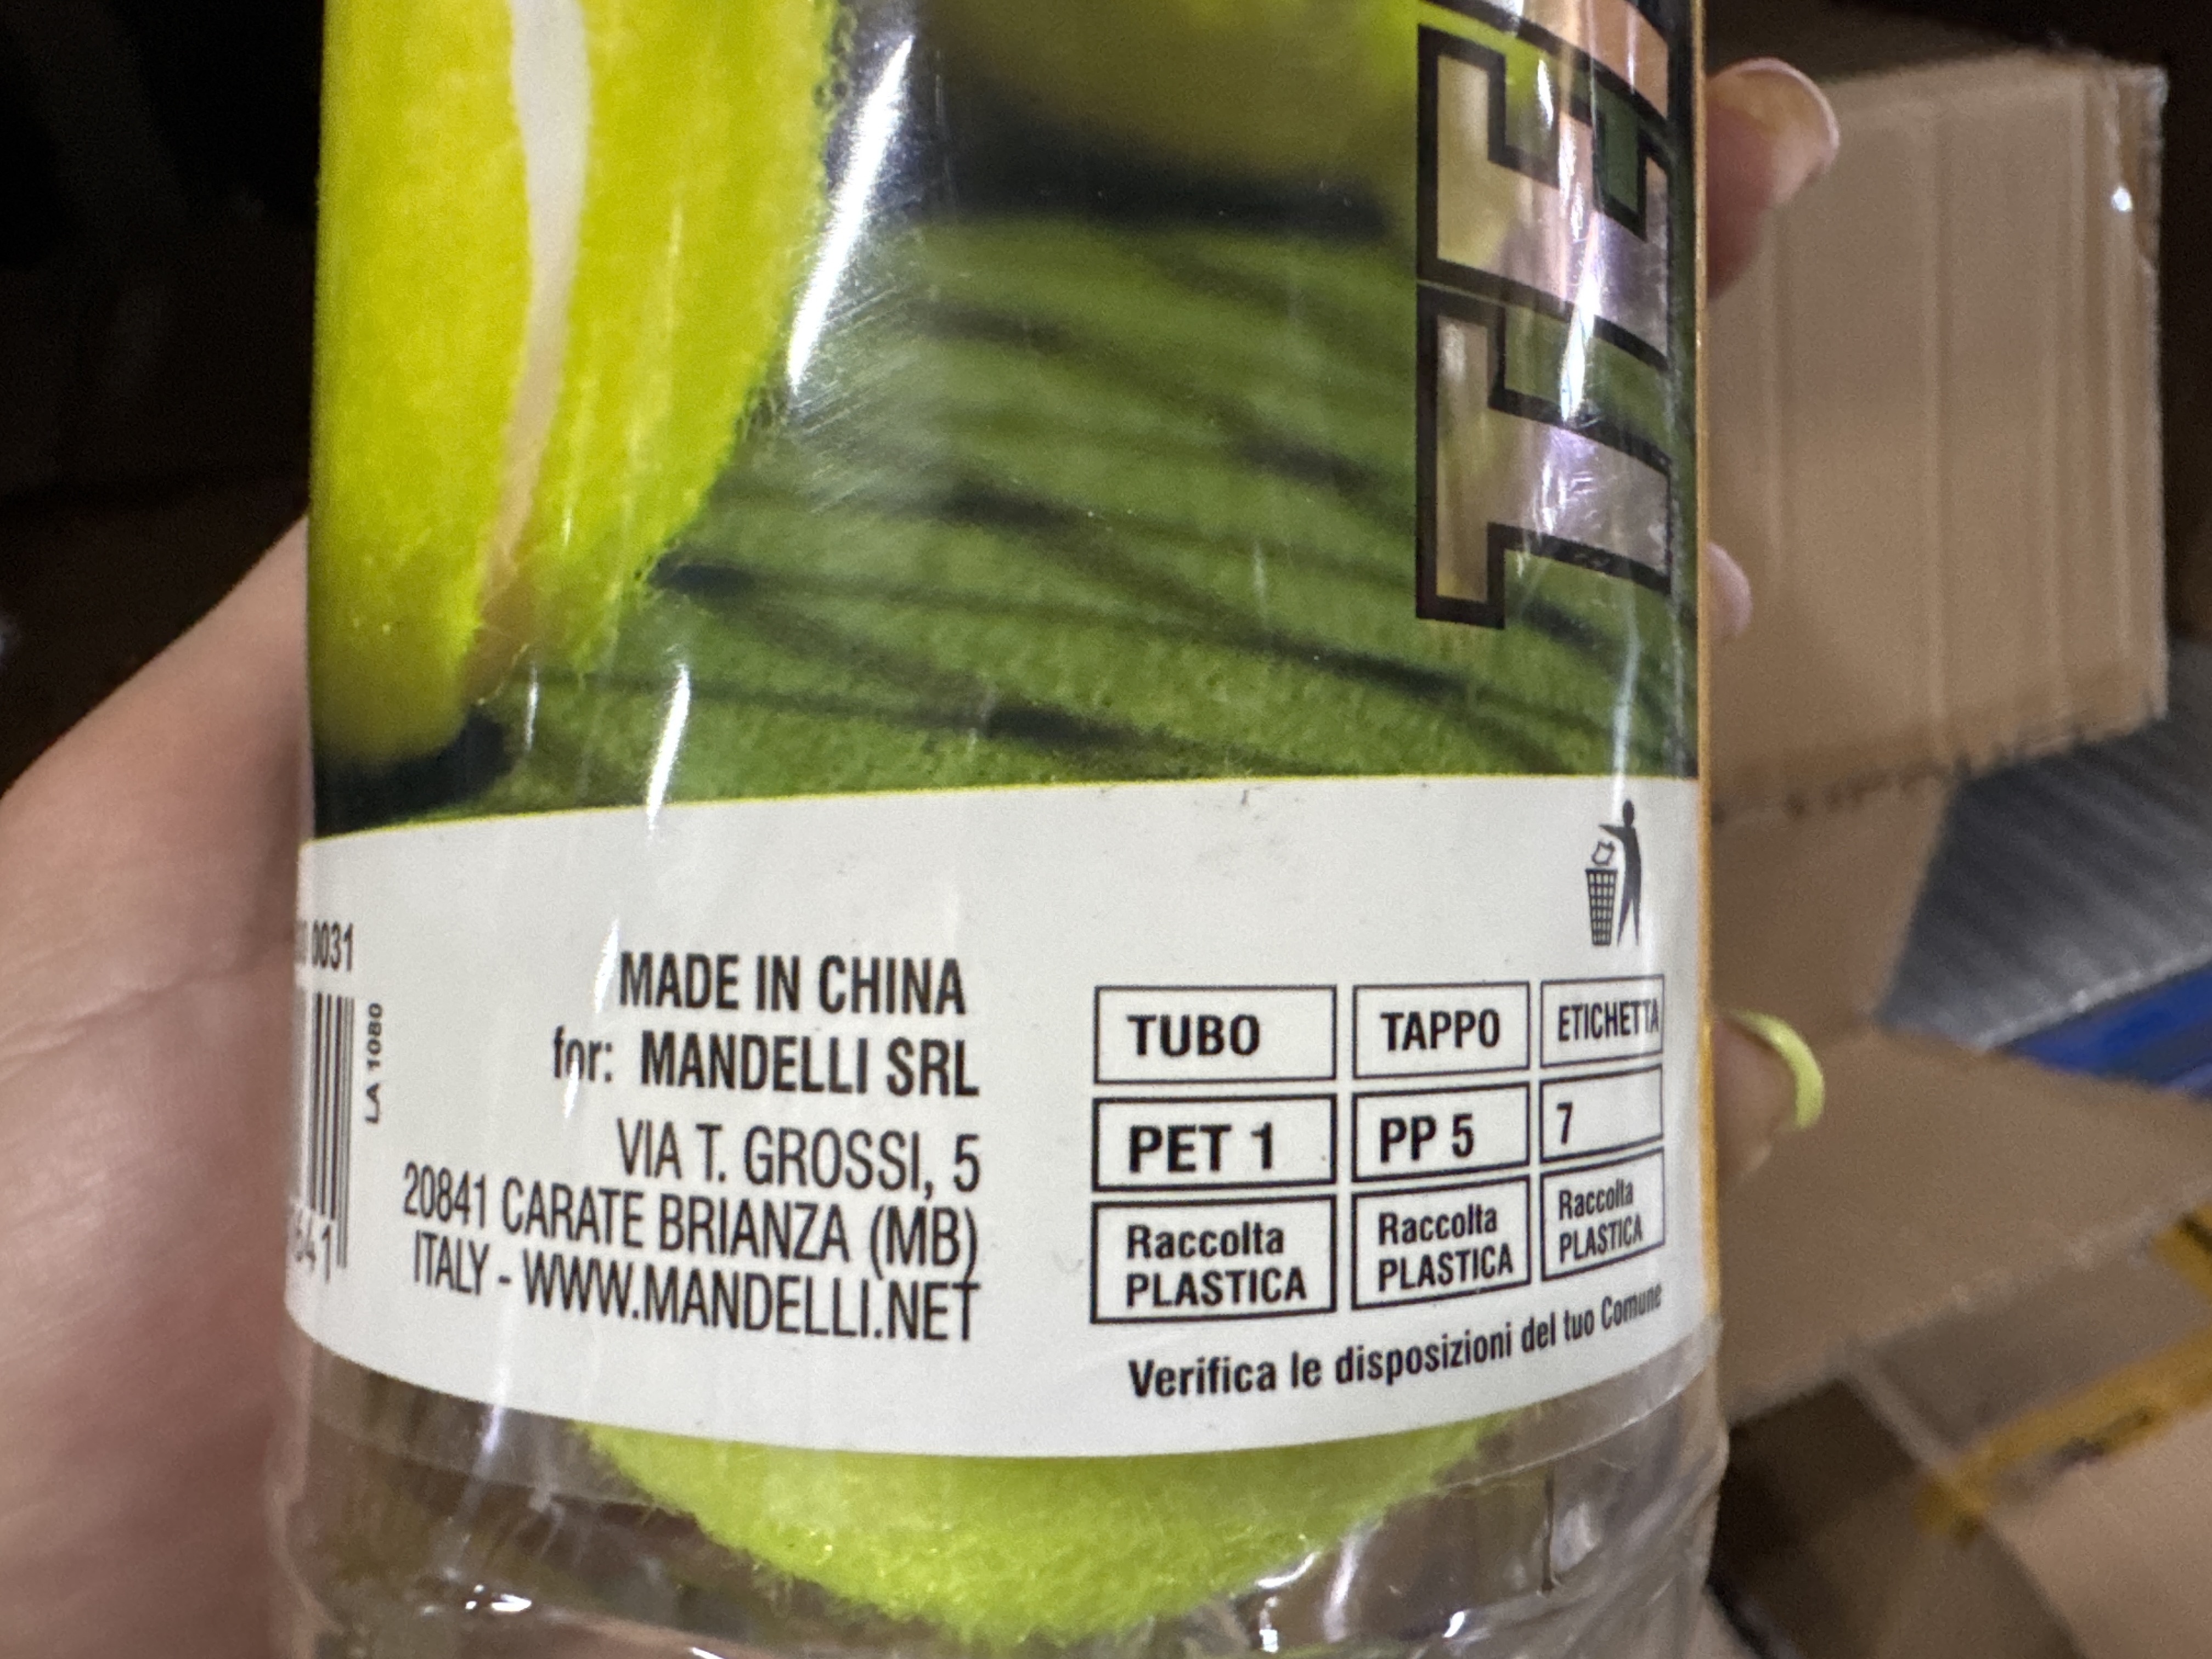 0031
LA 1080
641
MADE IN CHINA
for: MANDELLI SRL
VIA T. GROSSI, 5
20841 CARATE BRIANZA (MB)
ITALY - WWW.MANDELLI.NET
TUBO TAPPO ETICHETTA
PET 1 PP 5 7
Raccolta Raccolta Raccolta
PLASTICA PLASTICA PLASTICA
Verifica le disposizioni del tuo Comune